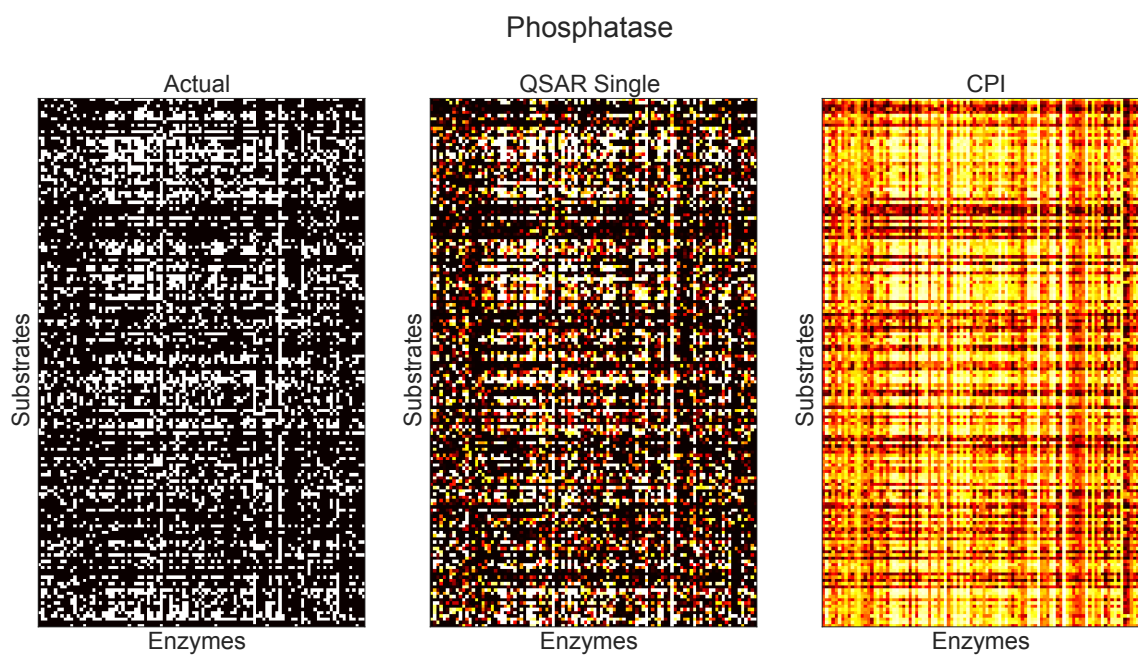 Phosphatase
Actual
QSAR Single
CPI
Substrates
Substrates
Substrates
Enzymes
Enzymes
Enzymes